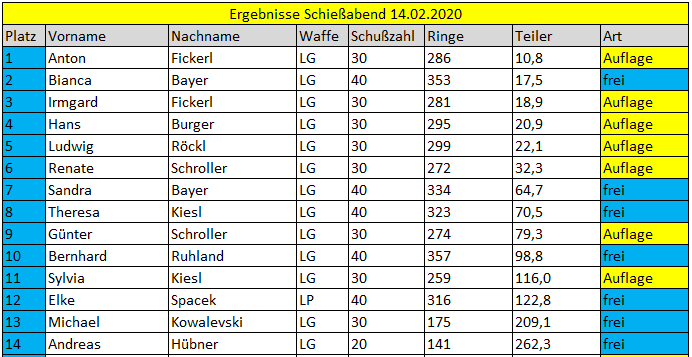 Ergebnisse Schießabend 14.02.2020
Platz Vorname Nachname Waffe Schußzahl Ringe Teiler Art
1 Anton Fickerl LG 30 286 10,8 Auflage
2 Bianca Bayer LG 40 353 17,5 frei
3 Irmgard Fickerl LG 30 281 18,9 Auflage
4 Hans Burger LG 30 295 20,9 Auflage
5 Ludwig Röckl LG 30 299 22,1 Auflage
6 Renate Schroller LG 30 272 32,3 Auflage
7 Sandra Bayer LG 40 334 64,7 frei
8 Theresa Kiesl LG 40 323 70,5 frei
9 Günter Schroller LG 30 274 79,3 Auflage
10 Bernhard Ruhland LG 40 357 98,8 frei
11 Sylvia Kiesl LG 30 259 116,0 Auflage
12 Elke Spacek LP 40 316 122,8 frei
13 Michael Kowalevski LG 30 175 209,1 frei
14 Andreas Hübner LG 20 141 262,3 frei